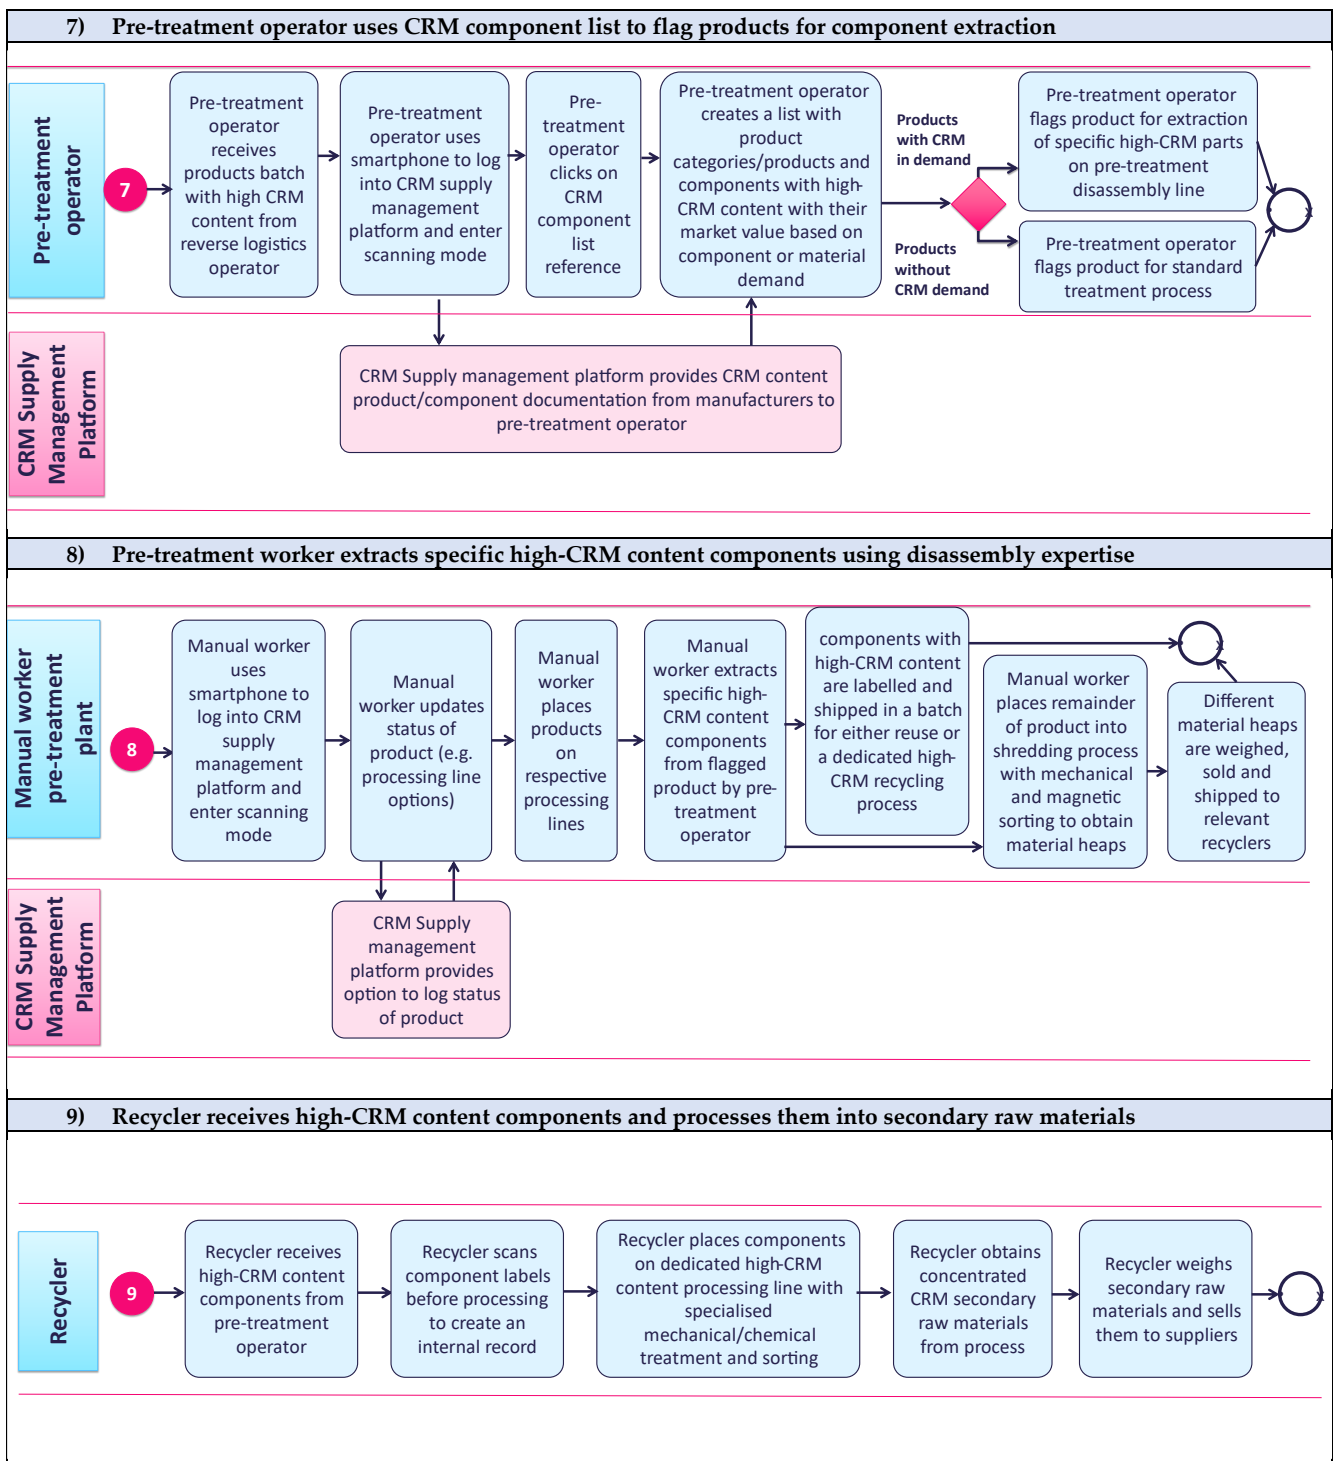 7) Pre-treatment operator uses CRM component list to flag products for component extraction
Pre-treatment
operator
7
Pre-treatment
operator
receives
products batch
with high CRM
content from
reverse logistics
operator
Pre-treatment
operator uses
smartphone to log
into CRM supply
management
platform and enter
scanning mode
Pre-
treatment
operator
clicks on
CRM
component
list
reference
Pre-treatment operator
creates a list with
product
categories/products and
components with high-
CRM content with their
market value based on
component or material
demand
Products
with CRM
in demand
Products
without
CRM demand
Pre-treatment operator
flags product for extraction
of specific high-CRM parts
on pre-treatment
disassembly line
Pre-treatment operator
flags product for standard
treatment process
x
CRM Supply
Management
Platform
CRM Supply management platform provides CRM content
product/component documentation from manufacturers to
pre-treatment operator
8) Pre-treatment worker extracts specific high-CRM content components using disassembly expertise
Manual worker
pre-treatment
plant
8
Manual worker
uses
smartphone to
log into CRM
supply
management
platform and
enter scanning
mode
Manual
worker updates
status of
product (e.g.
processing line
options)
Manual
worker
places
products
on
respective
processing
lines
Manual
worker extracts
specific high-
CRM content
components
from flagged
product by pre-
treatment
operator
components with
high-CRM content
are labelled and
shipped in a batch
for either reuse or
a dedicated high-
CRM recycling
process
Manual worker
places remainder
of product into
shredding process
with mechanical
and magnetic
sorting to obtain
material heaps
Different
material heaps
are weighed,
sold and
shipped to
relevant
recyclers
x
CRM Supply
Management
Platform
CRM Supply
management
platform provides
option to log status
of product
9) Recycler receives high-CRM content components and processes them into secondary raw materials
Recycler
9
Recycler receives
high-CRM content
components from
pre-treatment
operator
Recycler scans
component labels
before processing
to create an
internal record
Recycler places components
on dedicated high-CRM
content processing line with
specialised
mechanical/chemical
treatment and sorting
Recycler obtains
concentrated
CRM secondary
raw materials
from process
Recycler weighs
secondary raw
materials and sells
them to suppliers
x